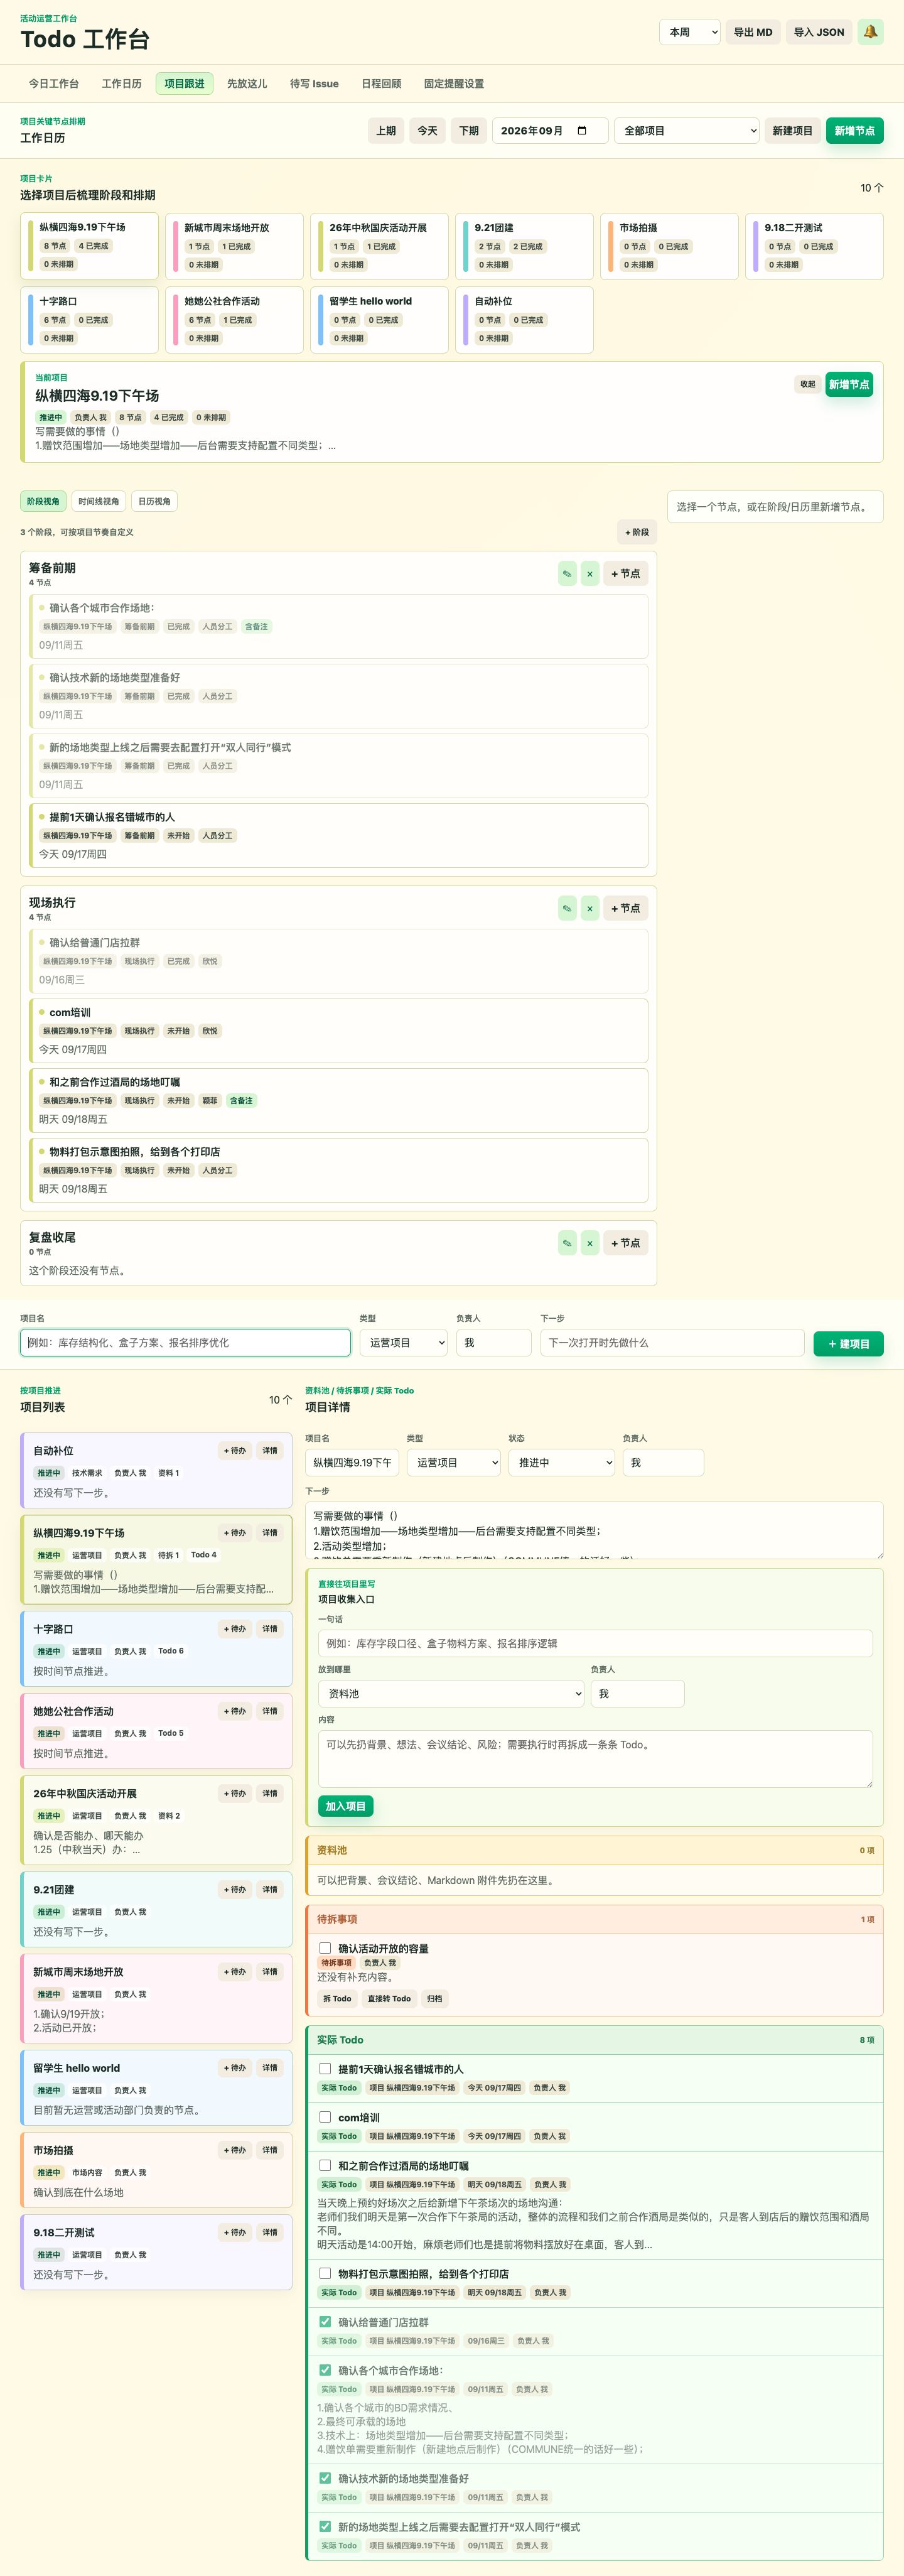 活动运营工作台
Todo 工作台
本周
导出 MD
导入 JSON
今日工作台
工作日历
项目跟进
先放这儿
待写 Issue
日程回顾
固定提醒设置
项目关键节点排期
工作日历
上期
今天
下期
2026年09月
全部项目
新建项目
新增节点
项目卡片
选择项目后梳理阶段和排期
10 个
纵横四海9.19下午场
8 节点 4 已完成
0 未排期
新城市周末场地开放
1 节点 1 已完成
0 未排期
26年中秋国庆活动开展
1 节点 1 已完成
0 未排期
9.21团建
2 节点 2 已完成
0 未排期
市场拍摄
0 节点 0 已完成
0 未排期
9.18二开测试
0 节点 0 已完成
0 未排期
十字路口
6 节点 0 已完成
0 未排期
她她公社合作活动
6 节点 1 已完成
0 未排期
留学生 hello world
0 节点 0 已完成
0 未排期
自动补位
0 节点 0 已完成
0 未排期
当前项目
纵横四海9.19下午场
收起
新增节点
推进中 负责人 我 8 节点 4 已完成 0 未排期
写需要做的事情（）
1.赠饮范围增加——场地类型增加——后台需要支持配置不同类型；...
阶段视角
时间线视角
日历视角
选择一个节点，或在阶段/日历里新增节点。
3 个阶段，可按项目节奏自定义
+ 阶段
筹备前期
4 节点
✎ × + 节点
确认各个城市合作场地：
纵横四海9.19下午场 筹备前期 已完成 人员分工 含备注
09/11周五
确认技术新的场地类型准备好
纵横四海9.19下午场 筹备前期 已完成 人员分工
09/11周五
新的场地类型上线之后需要去配置打开“双人同行”模式
纵横四海9.19下午场 筹备前期 已完成 人员分工
09/11周五
提前1天确认报名错城市的人
纵横四海9.19下午场 筹备前期 未开始 人员分工
今天 09/17周四
现场执行
4 节点
✎ × + 节点
确认给普通门店拉群
纵横四海9.19下午场 现场执行 已完成 欣悦
09/16周三
com培训
纵横四海9.19下午场 现场执行 未开始 欣悦
今天 09/17周四
和之前合作过酒局的场地叮嘱
纵横四海9.19下午场 现场执行 未开始 颖菲 含备注
明天 09/18周五
物料打包示意图拍照，给到各个打印店
纵横四海9.19下午场 现场执行 未开始 人员分工
明天 09/18周五
复盘收尾
0 节点
✎ × + 节点
这个阶段还没有节点。
项目名
例如：库存结构化、盒子方案、报名排序优化
类型
运营项目
负责人
我
下一步
下一次打开时先做什么
+ 建项目
按项目推进
项目列表
10 个
自动补位
+ 待办 详情
推进中 技术需求 负责人 我 资料 1
还没有写下一步。
纵横四海9.19下午场
+ 待办 详情
推进中 运营项目 负责人 我 待拆 1 Todo 4
写需要做的事情（）
1.赠饮范围增加——场地类型增加——后台需要支持配...
十字路口
+ 待办 详情
推进中 运营项目 负责人 我 Todo 6
按时间节点推进。
她她公社合作活动
+ 待办 详情
推进中 运营项目 负责人 我 Todo 5
按时间节点推进。
26年中秋国庆活动开展
+ 待办 详情
推进中 运营项目 负责人 我 资料 2
确认是否能办、哪天能办
1.25（中秋当天）办：...
9.21团建
+ 待办 详情
推进中 运营项目 负责人 我
还没有写下一步。
新城市周末场地开放
+ 待办 详情
推进中 运营项目 负责人 我
1.确认9/19开放；
2.活动已开放；
留学生 hello world
+ 待办 详情
推进中 运营项目 负责人 我
目前暂无运营或活动部门负责的节点。
市场拍摄
+ 待办 详情
推进中 市场内容 负责人 我
确认到底在什么场地
9.18二开测试
+ 待办 详情
推进中 运营项目 负责人 我
还没有写下一步。
资料池 / 待拆事项 / 实际 Todo
项目详情
项目名
纵横四海9.19下午
类型
运营项目
状态
推进中
负责人
我
下一步
写需要做的事情（）
1.赠饮范围增加——场地类型增加——后台需要支持配置不同类型；
2.活动类型增加；
直接往项目里写
项目收集入口
一句话
例如：库存字段口径、盒子物料方案、报名排序逻辑
放到哪里
资料池
负责人
我
内容
可以先扔背景、想法、会议结论、风险；需要执行时再拆成一条条 Todo。
加入项目
资料池
0 项
可以把背景、会议结论、Markdown 附件先扔在这里。
待拆事项
1 项
确认活动开放的容量
待拆事项 负责人 我
还没有补充内容。
拆 Todo 直接转 Todo 归档
实际 Todo
8 项
提前1天确认报名错城市的人
实际 Todo 项目 纵横四海9.19下午场 今天 09/17周四 负责人 我
com培训
实际 Todo 项目 纵横四海9.19下午场 今天 09/17周四 负责人 我
和之前合作过酒局的场地叮嘱
实际 Todo 项目 纵横四海9.19下午场 明天 09/18周五 负责人 我
当天晚上预约好场次之后给新增下午茶场次的场地沟通：
老师们我们明天是第一次合作下午茶局的活动，整体的流程和我们之前合作酒局是类似的，只是客人到店后的赠饮范围和酒局
不同。
明天活动是14:00开始，麻烦老师们也是提前将物料摆放好在桌面，客人到...
物料打包示意图拍照，给到各个打印店
实际 Todo 项目 纵横四海9.19下午场 明天 09/18周五 负责人 我
确认给普通门店拉群
实际 Todo 项目 纵横四海9.19下午场 09/16周三 负责人 我
确认各个城市合作场地：
实际 Todo 项目 纵横四海9.19下午场 09/11周五 负责人 我
1.确认各个城市的BD需求情况、
2.最终可承载的场地
3.技术上：场地类型增加——后台需要支持配置不同类型；
4.赠饮单需要重新制作（新建地点后制作）（COMMUNE统一的话好一些）；
确认技术新的场地类型准备好
实际 Todo 项目 纵横四海9.19下午场 09/11周五 负责人 我
新的场地类型上线之后需要去配置打开“双人同行”模式
实际 Todo 项目 纵横四海9.19下午场 09/11周五 负责人 我